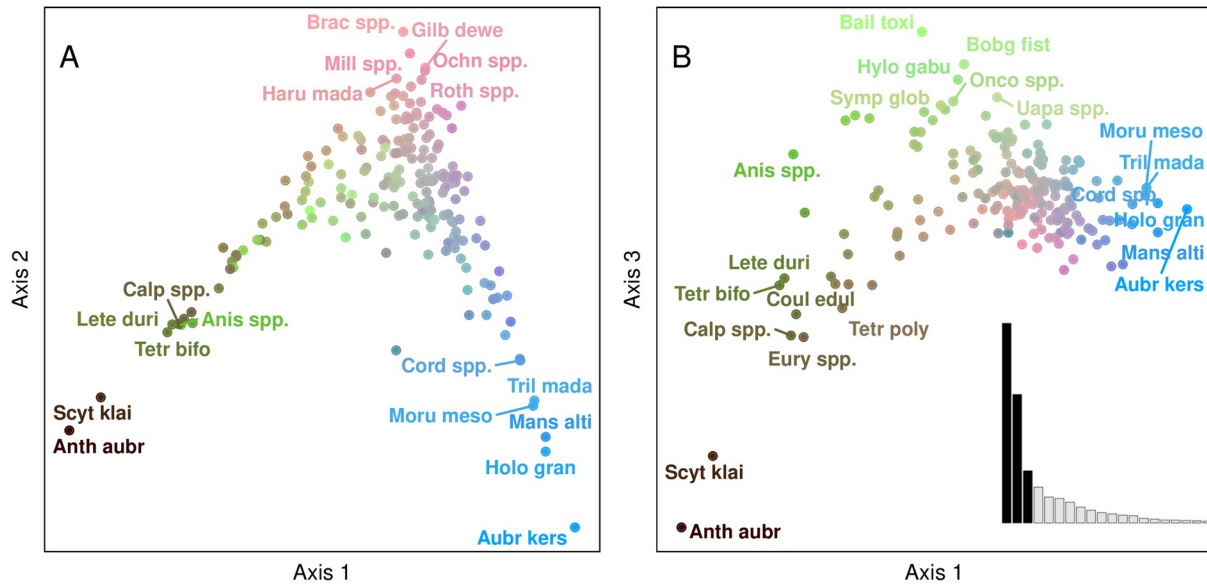 A
Brac spp.
Gilb dewe
Mill spp.
Ochn spp.
Haru mada
Roth spp.
Calp spp.
Lete duri
Anis spp.
Tetr bifo
Cord spp.
Tril mada
Moru meso
Mans alti
Scyt klai
Anth aubr
Holo gran
Aubr kers
Axis 2
Axis 1
B
Bail toxi
Bobg fist
Hylo gabu
Onco spp.
Symp glob
Uapa spp.
Moru meso
Tril mada
Anis spp.
Cord spp.
Holo gran
Mans alti
Lete duri
Aubr kers
Tetr bifo
Coul edul
Calp spp.
Tetr poly
Eury spp.
Scyt klai
Anth aubr
Axis 3
Axis 1